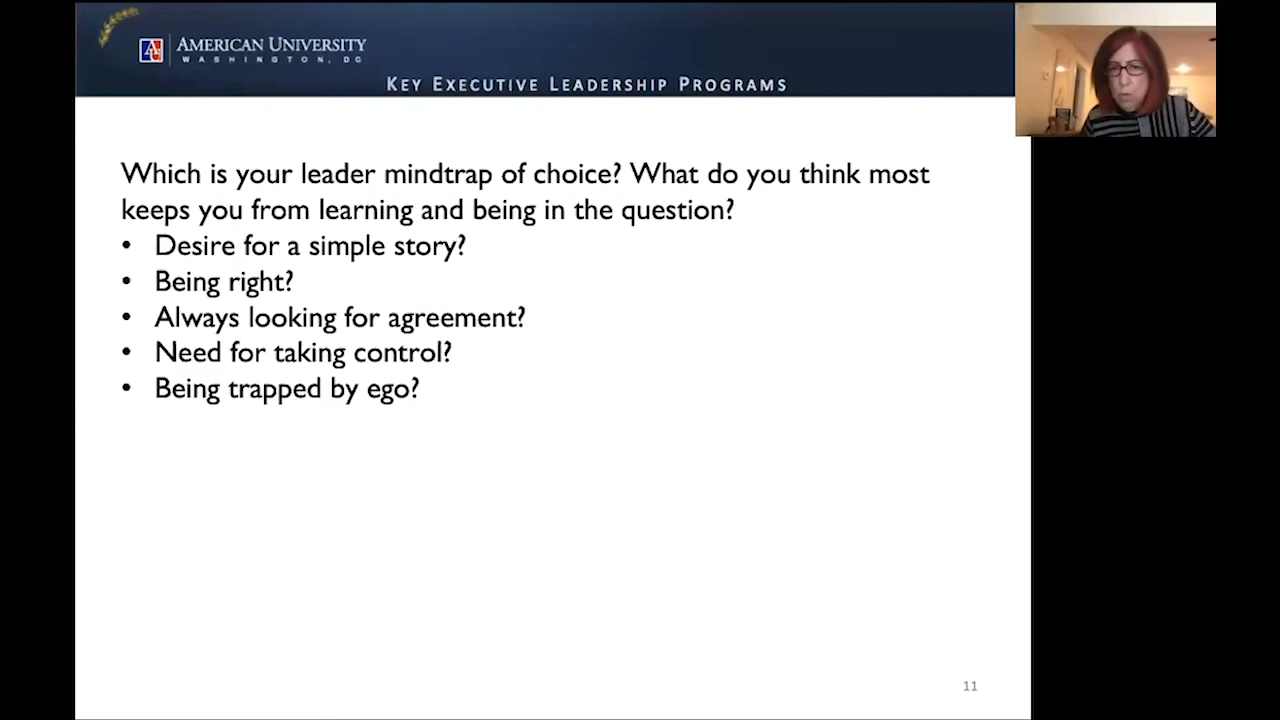 AMERICAN UNIVERSITY
WASHINGTON, DC
KEY EXECUTIVE LEADERSHIP PROGRAMS
Which is your leader mindtrap of choice? What do you think most
keeps you from learning and being in the question?
• Desire for a simple story?
• Being right?
• Always looking for agreement?
• Need for taking control?
• Being trapped by ego?
11